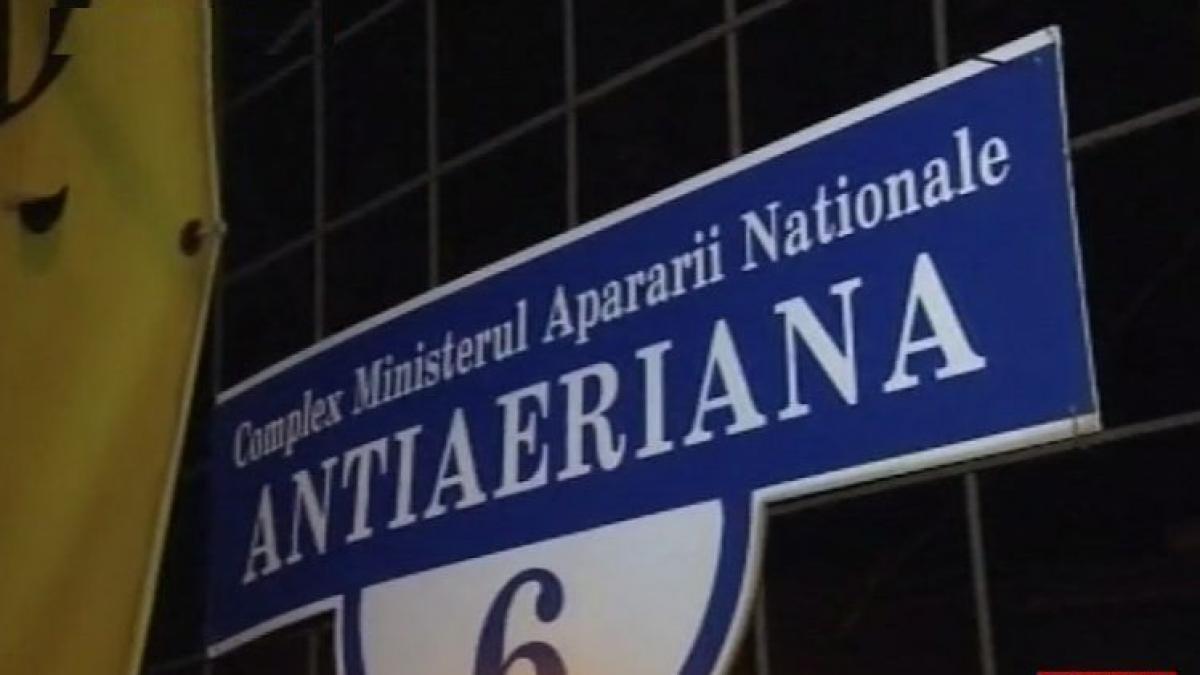 Complex Ministerul Apararii Nationale
ANTIAERIANA
6